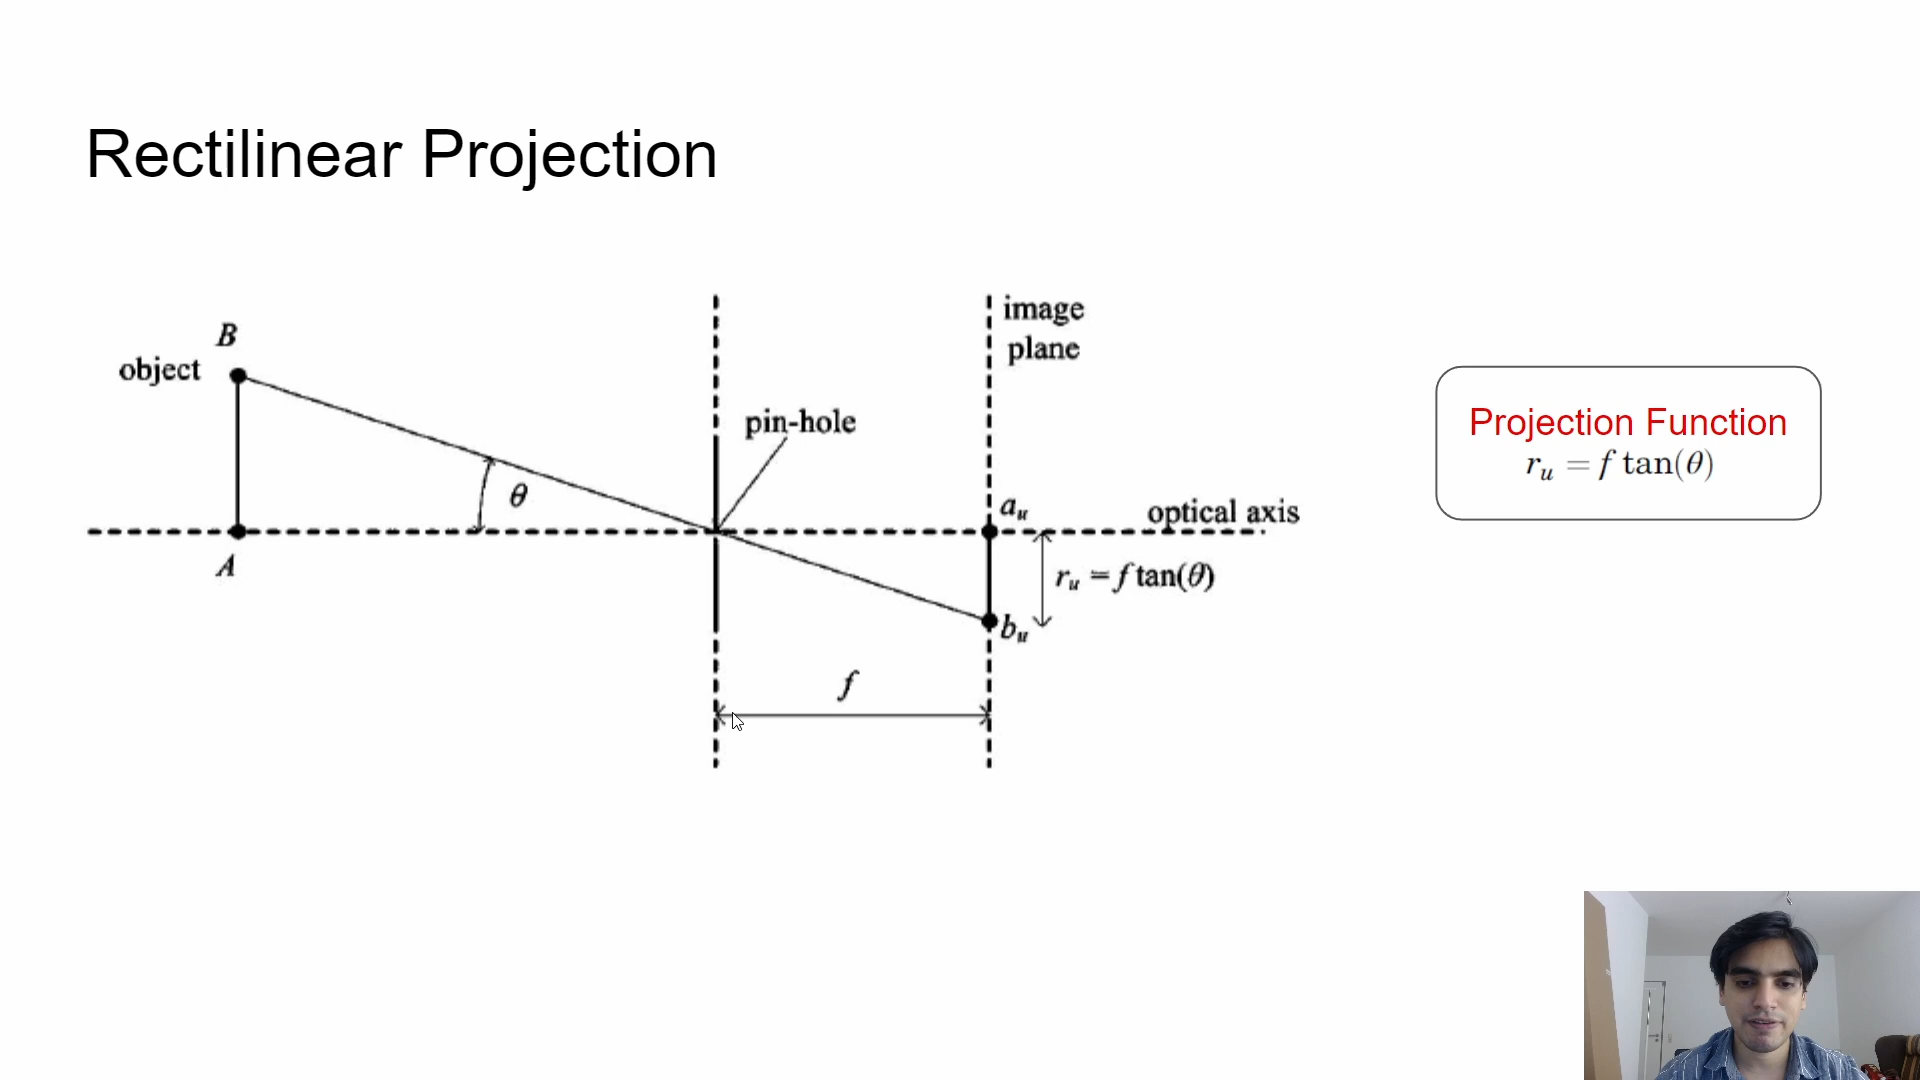 Rectilinear Projection
image
plane
B
object
pin-hole
Projection Function
r_u = f tan(θ)
θ
a_u
optical axis
A
r_u = f tan(θ)
b_u
f